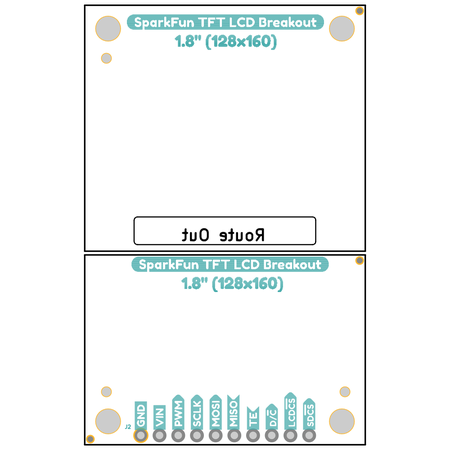 SparkFun TFT LCD Breakout
1.8" (128x160)
Route Out
SparkFun TFT LCD Breakout
1.8" (128x160)
J2
GND
VIN
PWM
SCLK
MOSI
MISO
TE
D/C
LCDCS
SDCS